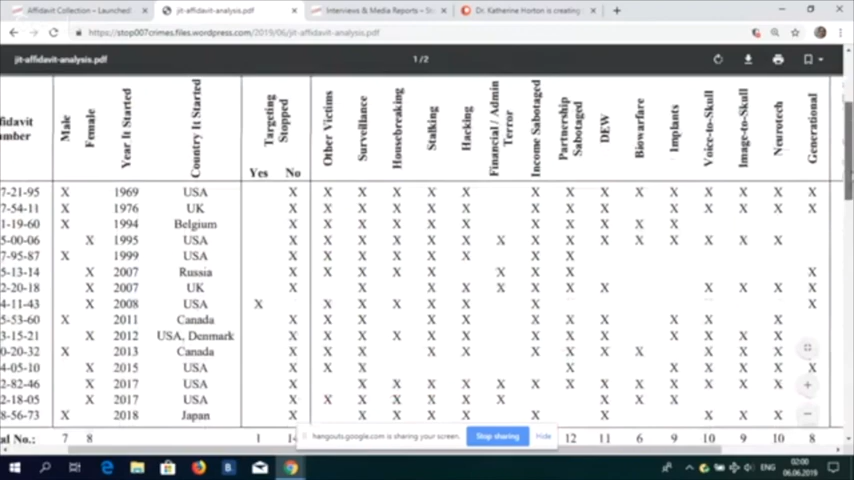 Affidavit Collection – Launched:
jit-affidavit-analysis.pdf
Interviews & Media Reports – St
Dr. Katherine Horton is creating
https://stop007crimes.files.wordpress.com/2019/06/jit-affidavit-analysis.pdf
jit-affidavit-analysis.pdf 1/2
ffidavit umber Male Female Year It Started Country It Started Targeting Stopped Yes No Other Victims Surveillance Housebreaking Stalking Hacking Financial / Admin Terror Income Sabotaged Partnership Sabotaged DEW Biowarfare Implants Voice-to-Skull Image-to-Skull Neurotech Generational
7-21-95 X 1969 USA X X X X X X X X X X X X X X X
7-54-11 X 1976 UK X X X X X X X X X X X X X
1-19-60 X 1994 Belgium X X X X X X X X X X X
5-00-06 X 1995 USA X X X X X X X X X X X X X X X
7-95-87 X 1999 USA X X X X X X X X
5-13-14 X 2007 Russia X X X X X X X
2-20-18 X 2007 UK X X X X X X X X X X X X
4-11-43 X 2008 USA X X X X X X X
5-53-60 X 2011 Canada X X X X X X X X X X X
3-15-21 X 2012 USA, Denmark X X X X X X X X X X X X X
0-20-32 X 2013 Canada X X X X X X X X X X X X
4-05-10 X 2015 USA X X X X X X X X X
2-82-46 X 2017 USA X X X X X X X X X X X X X X
2-18-05 X 2017 USA X X X X X X X X X X
8-56-73 X 2018 Japan X X X X X X X X X X
al No.: 7 8 1 14 12 11 6 9 10 9 10 8
hangouts.google.com is sharing your screen. Stop sharing Hide
ENG 02:00
06.06.2019